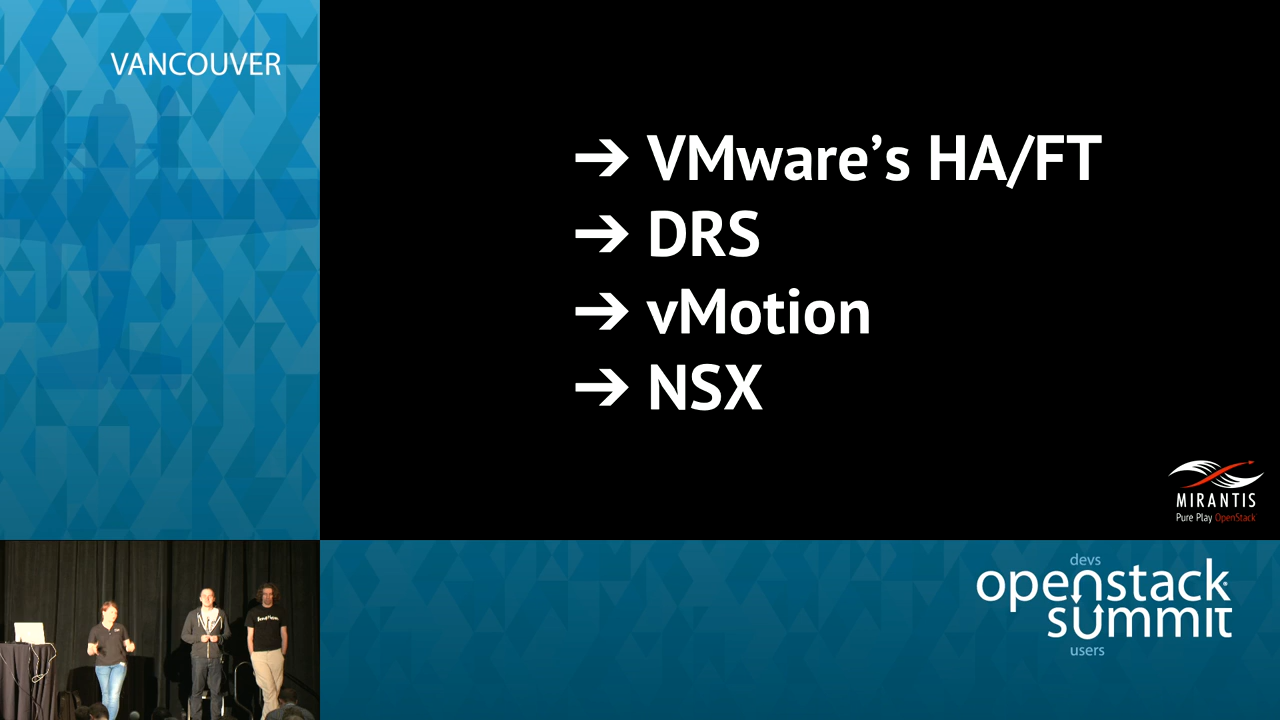 VANCOUVER
➔ VMware’s HA/FT
➔ DRS
➔ vMotion
➔ NSX
MIRANTIS
Pure Play OpenStack
devs
openstack
summit
users